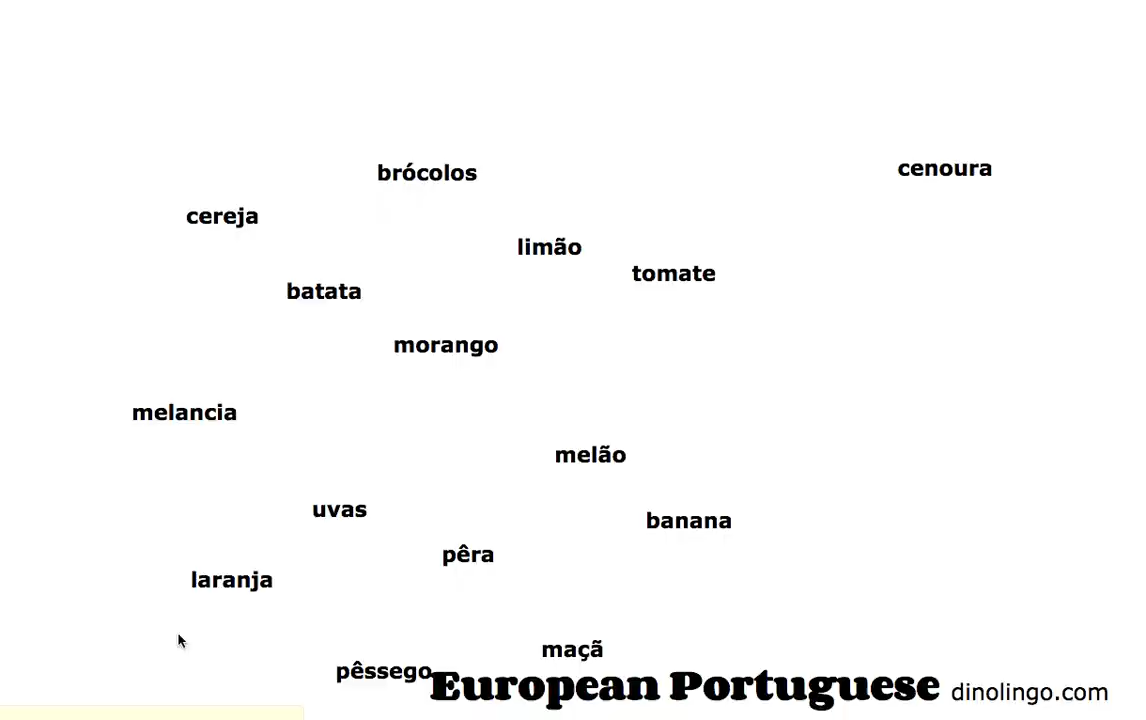 cenoura
brócolos
cereja
limão
tomate
batata
morango
melancia
melão
uvas
banana
pêra
laranja
maçã
pêssego
European Portuguese dinolingo.com